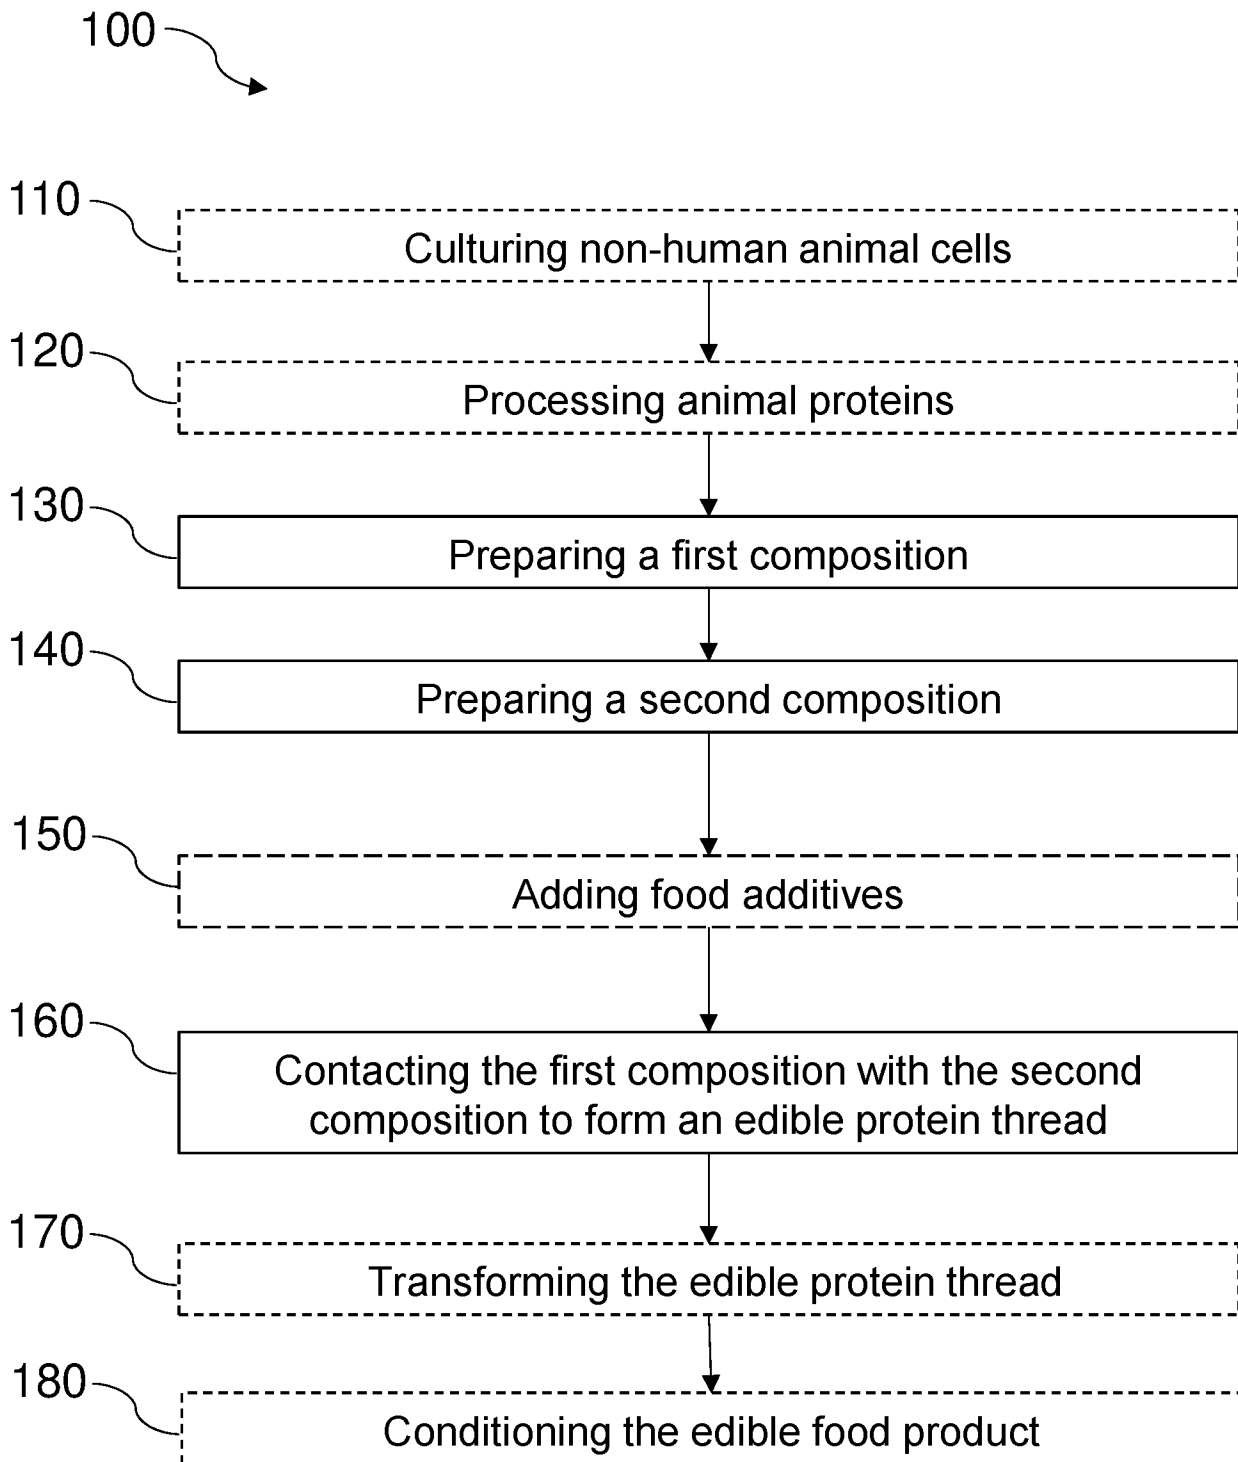 100
110
Culturing non-human animal cells
120
Processing animal proteins
130
Preparing a first composition
140
Preparing a second composition
150
Adding food additives
160
Contacting the first composition with the second
composition to form an edible protein thread
170
Transforming the edible protein thread
180
Conditioning the edible food product